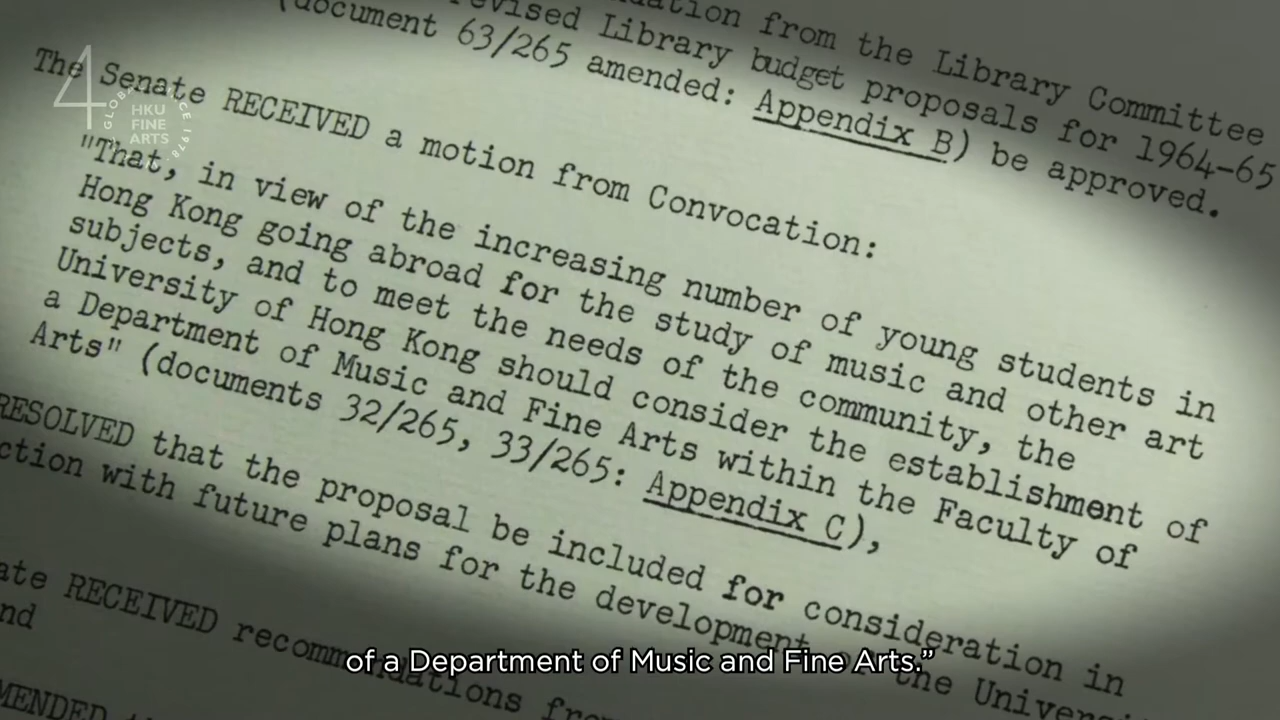 dation from the Library Committee
revised Library budget proposals for 1964-65
(document 63/265 amended: Appendix B) be approved.
The Senate RECEIVED a motion from Convocation:
"That, in view of the increasing number of young students in
Hong Kong going abroad for the study of music and other art
subjects, and to meet the needs of the community, the
University of Hong Kong should consider the establishment of
a Department of Music and Fine Arts within the Faculty of
Arts" (documents 32/265, 33/265: Appendix C),
RESOLVED that the proposal be included for consideration in
ction with future plans for the development of the Univers
ate RECEIVED recommendations from
nd
MENDED
4
HKU
FINE
ARTS
of a Department of Music and Fine Arts.”